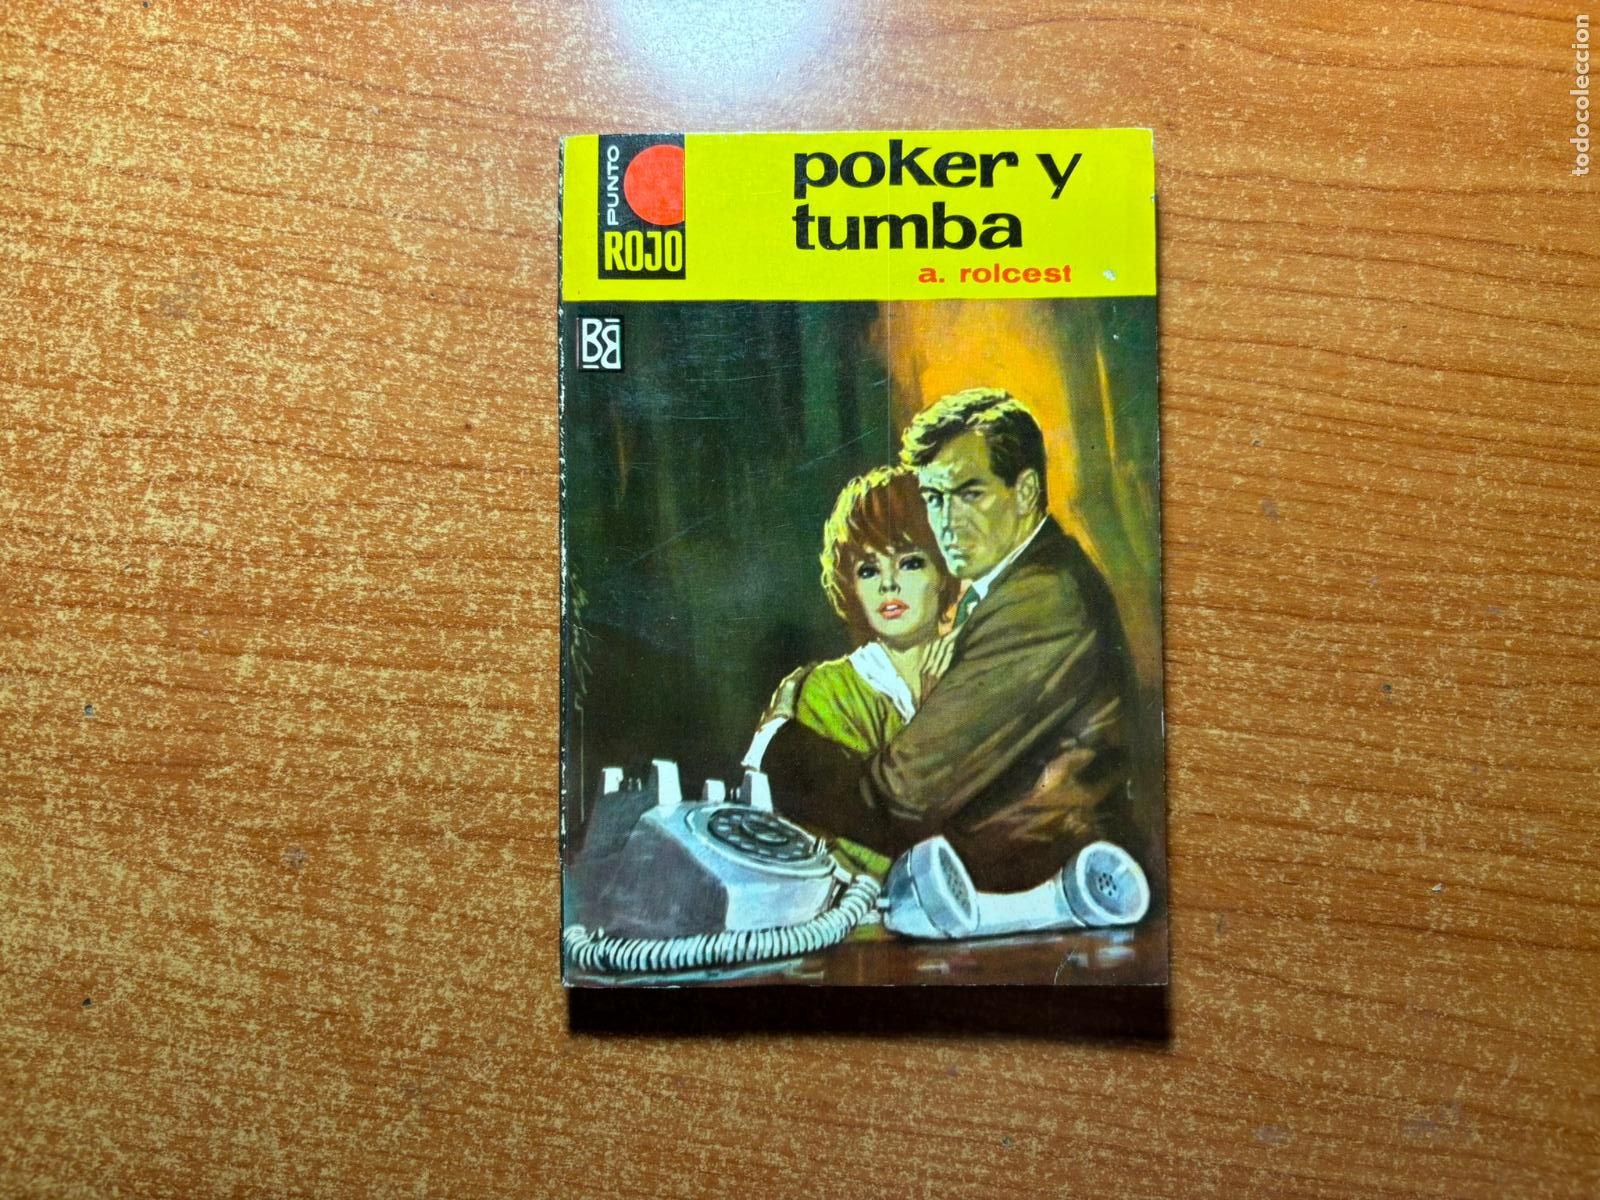 PUNTO
ROJO
poker y
tumba
a. rolcest
BB
todocoleccion